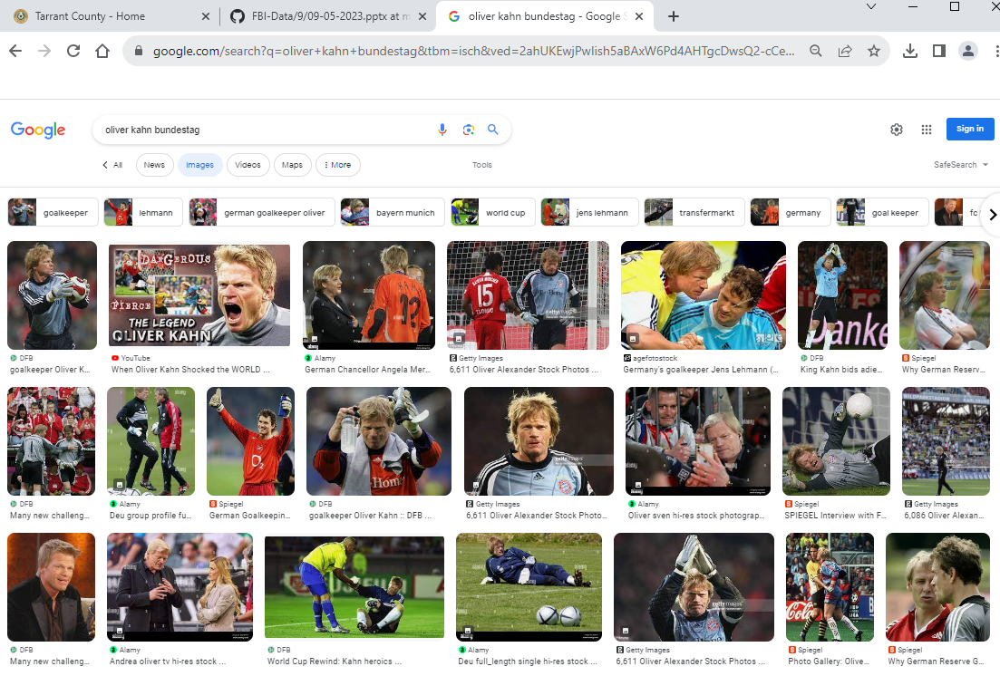 Tarrant County - Home
FBI-Data/9/09-05-2023.pptx at m
oliver kahn bundestag - Google S
google.com/search?q=oliver+kahn+bundestag&tbm=isch&ved=2ahUKEwjPwIish5aBAxW6Pd4AHTgcDwsQ2-cCe...
Google
oliver kahn bundestag
Sign in
All
News
Images
Videos
Maps
More
Tools
SafeSearch
goalkeeper
lehmann
german goalkeeper oliver
bayern munich
world cup
jens lehmann
transfermarkt
germany
goal keeper
fc
DANGEROUS
FIERCE
THE LEGEND
OLIVER KAHN
KAHN
12
15
Danke
DFB
YouTube
Alamy
Getty Images
agefotostock
DFB
Spiegel
goalkeeper Oliver K...
When Oliver Kahn Shocked the WORLD ...
German Chancellor Angela Mer...
6,611 Oliver Alexander Stock Photos ...
Germany's goalkeeper Jens Lehmann (...
King Kahn bids adie...
Why German Reserv...
O2
Home
WILDPARKSTADION
DFB
Alamy
Spiegel
DFB
Getty Images
Alamy
Spiegel
Getty Images
Many new challeng...
Deu group profile fu...
German Goalkeepin...
goalkeeper Oliver Kahn :: DFB ...
6,611 Oliver Alexander Stock Photo...
Oliver sven hi-res stock photograp...
SPIEGEL Interview with F...
6,086 Oliver Alexan...
Coca
DFB
Alamy
DFB
Alamy
Getty Images
Spiegel
Spiegel
Many new challeng...
Andrea oliver tv hi-res stock ...
World Cup Rewind: Kahn heroics ...
Deu full_length single hi-res stock ...
6,611 Oliver Alexander Stock Photos ...
Photo Gallery: Olive...
Why German Reserve G...